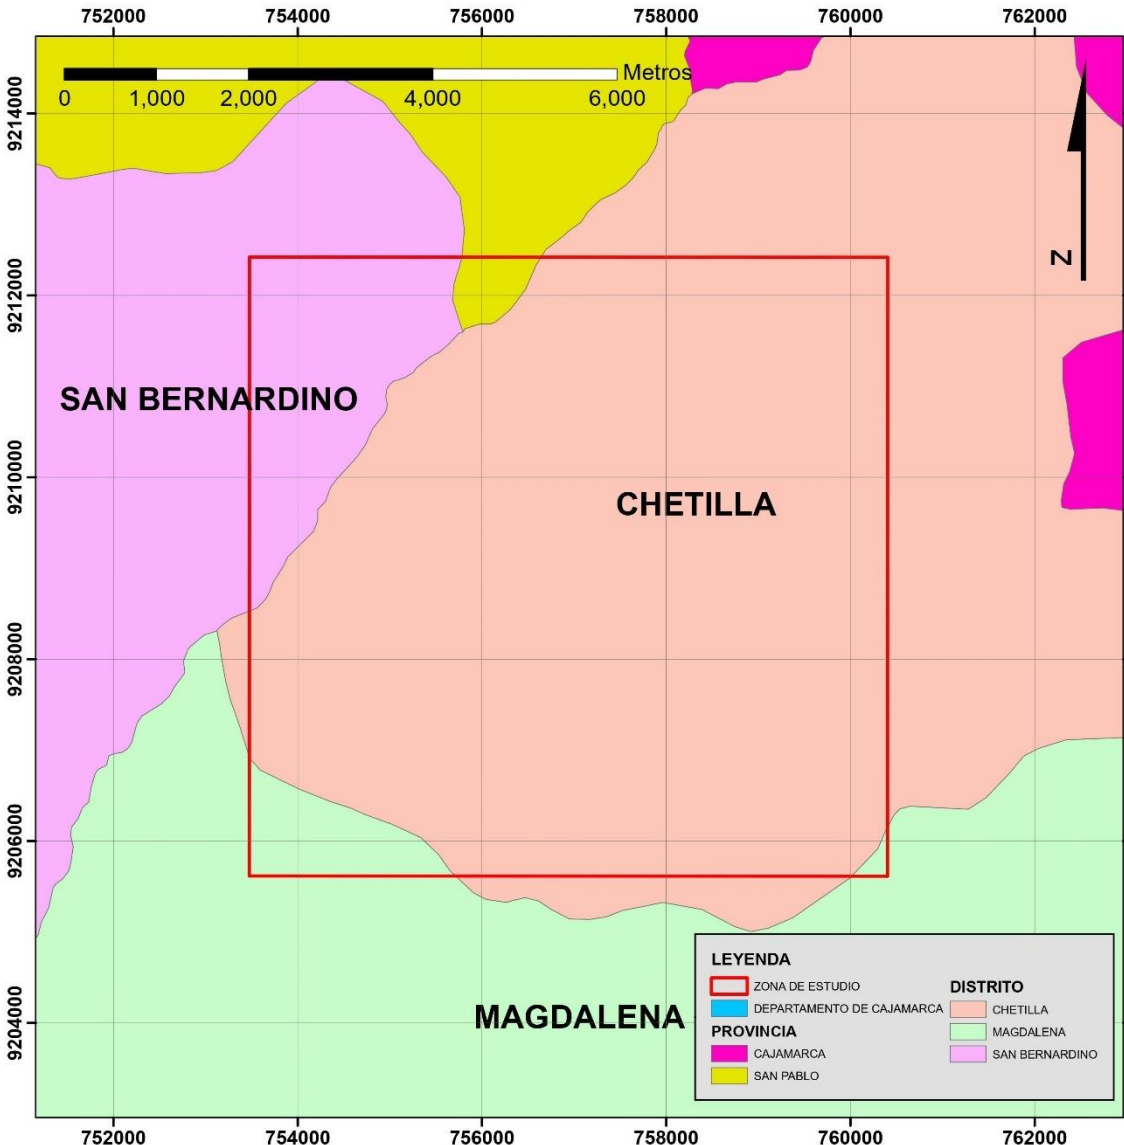 752000 754000 756000 758000 760000 762000
Metros
0 1,000 2,000 4,000 6,000
9214000
N
9212000
SAN BERNARDINO
9210000
CHETILLA
9208000
9206000
LEYENDA
ZONA DE ESTUDIO
DEPARTAMENTO DE CAJAMARCA
PROVINCIA
CAJAMARCA
SAN PABLO
DISTRITO
CHETILLA
MAGDALENA
SAN BERNARDINO
MAGDALENA
9204000
752000 754000 756000 758000 760000 762000